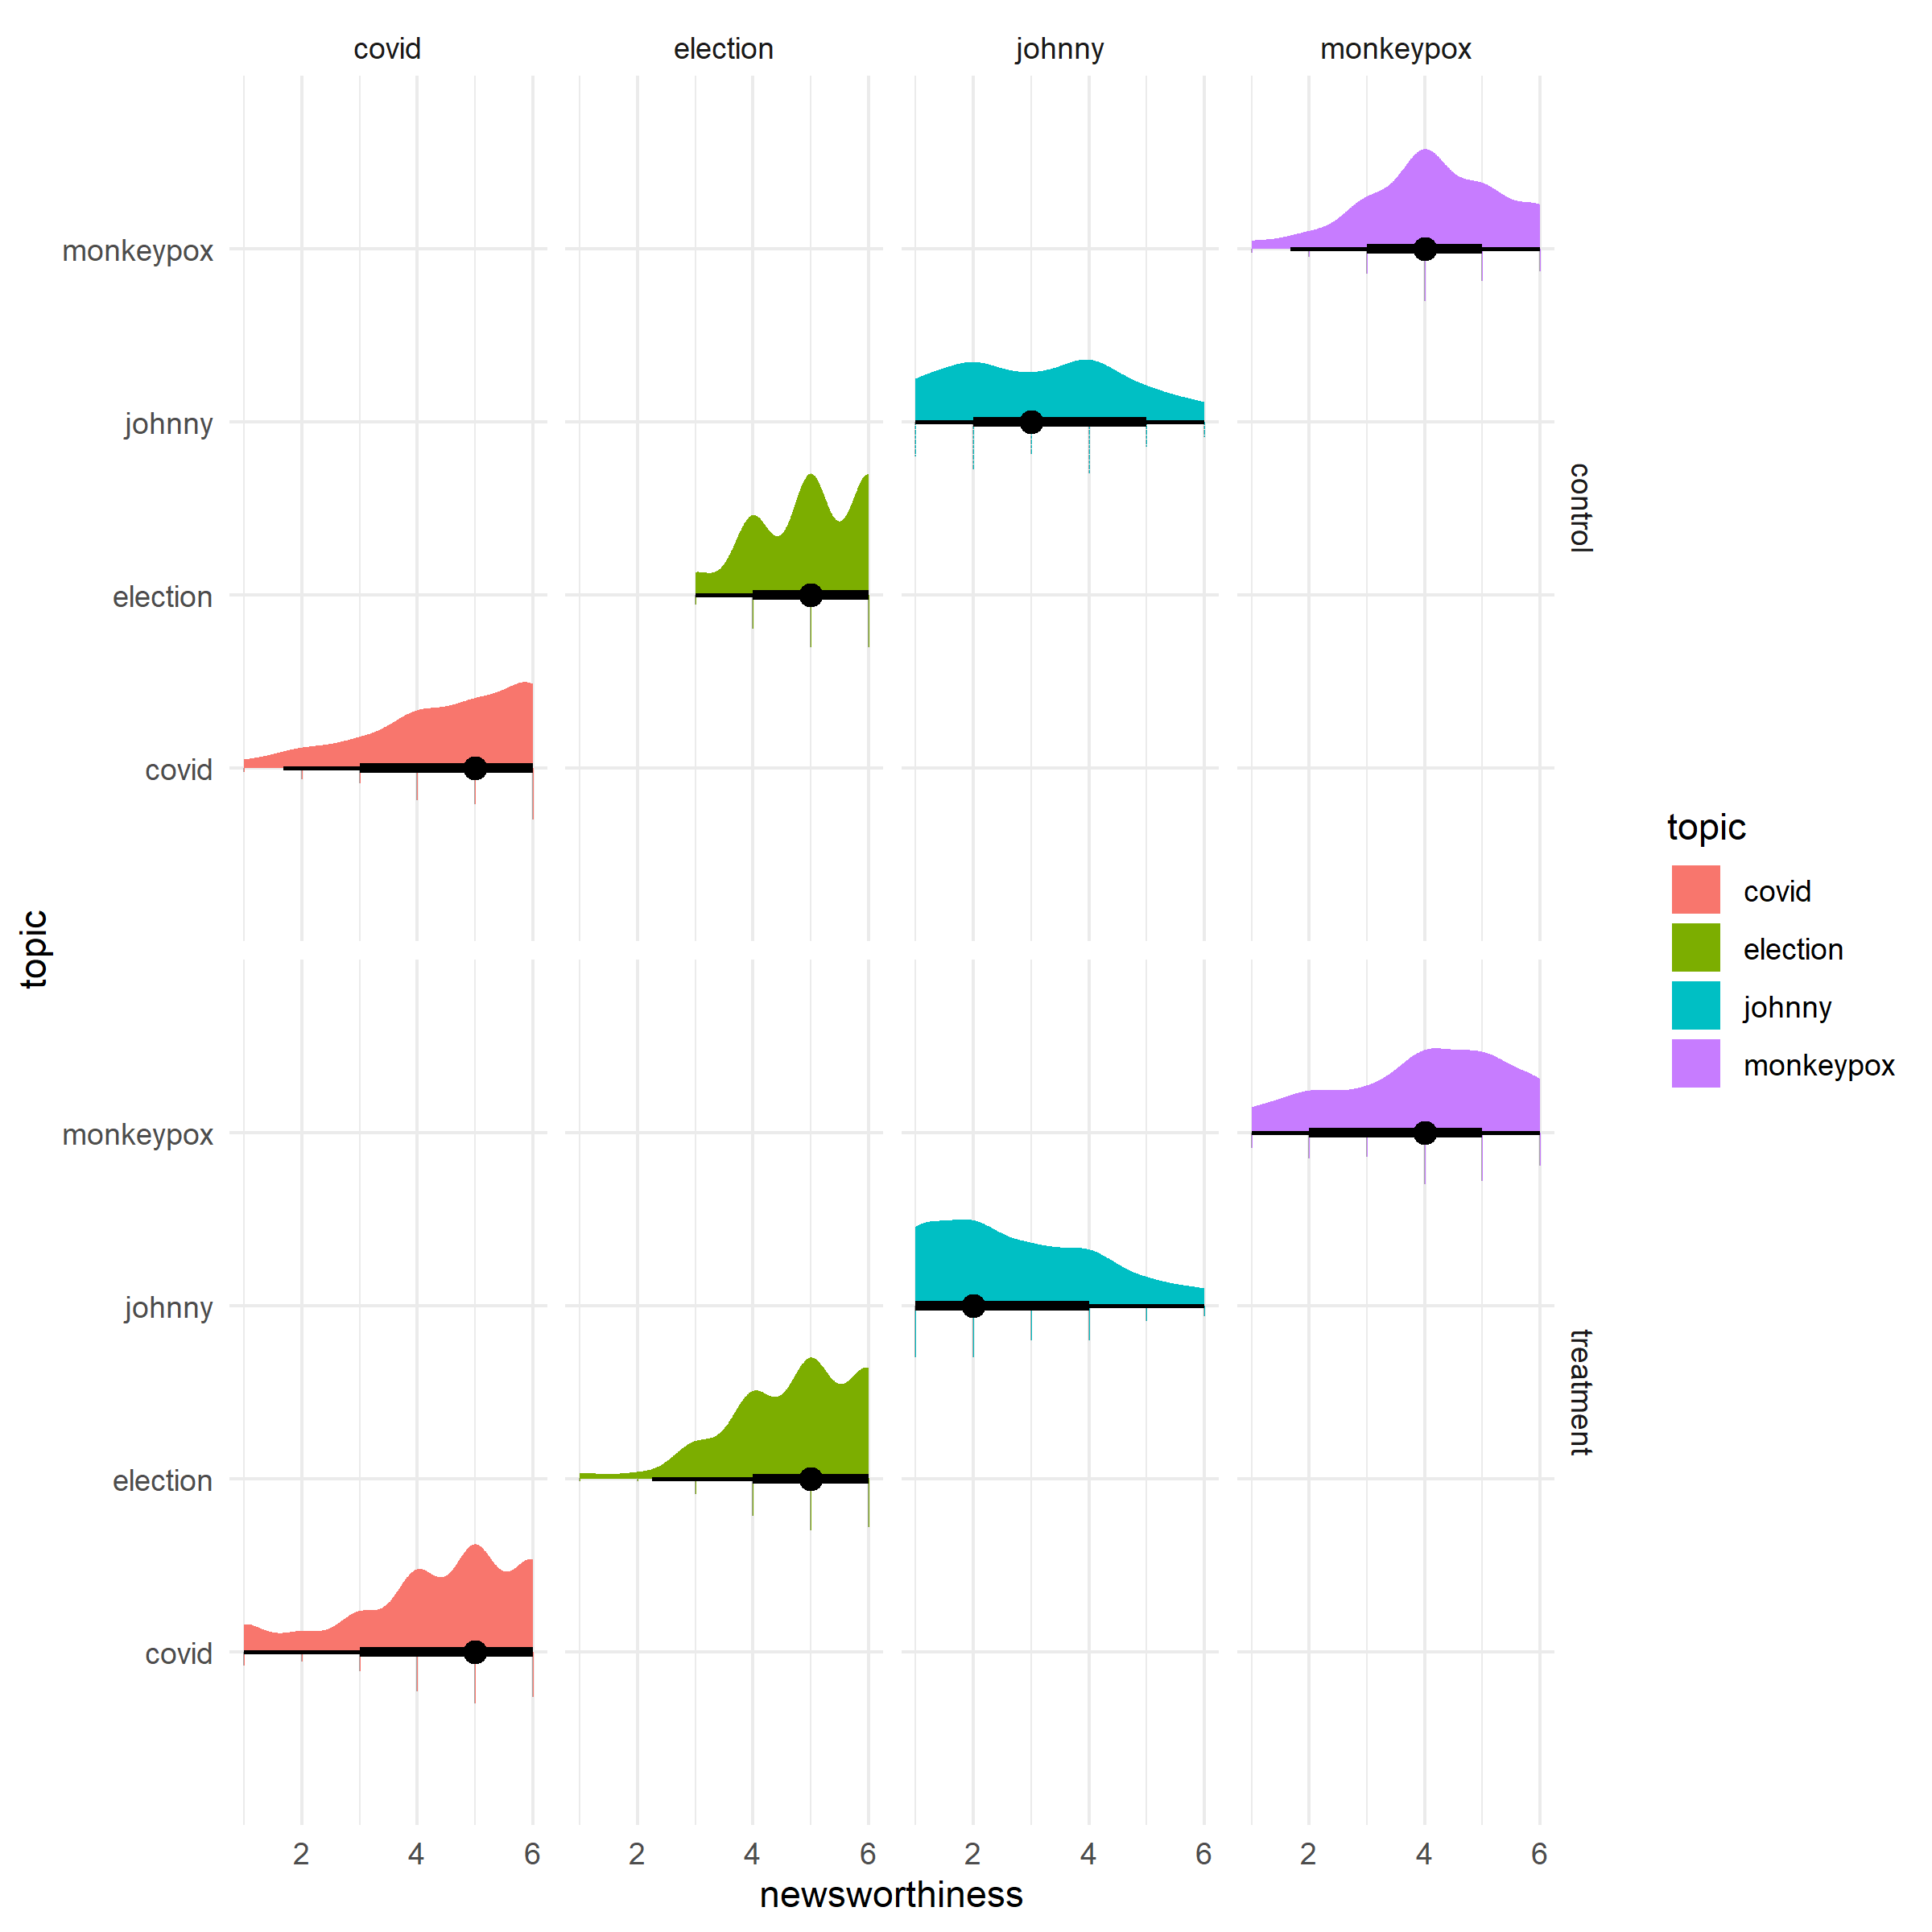 covid election johnny monkeypox
monkeypox
johnny
election
covid
control
monkeypox
johnny
election
covid
treatment
topic
2 4 6 2 4 6 2 4 6 2 4 6
newsworthiness
topic
covid
election
johnny
monkeypox